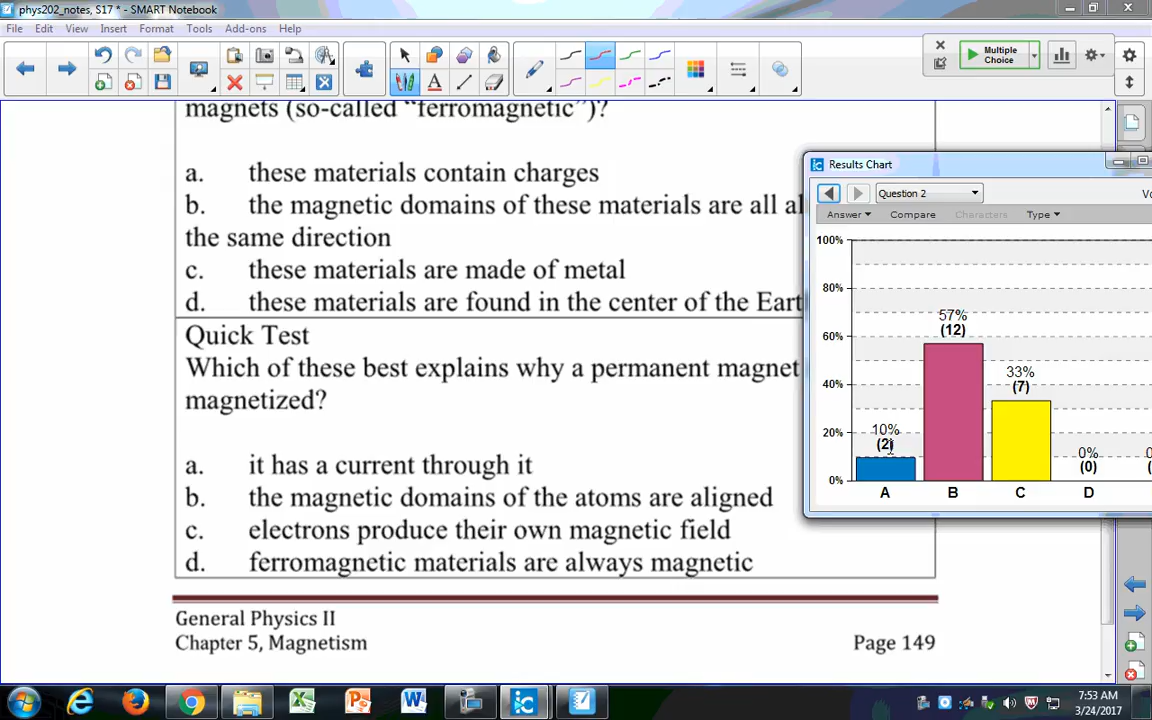 phys202_notes, S17 * - SMART Notebook
File Edit View Insert Format Tools Add-ons Help
Multiple
Choice
magnets (so-called "ferromagnetic")?
a. these materials contain charges
b. the magnetic domains of these materials are all
the same direction
c. these materials are made of metal
d. these materials are found in the center of the
Quick Test
Which of these best explains why a permanent magnet
magnetized?
a. it has a current through it
b. the magnetic domains of the atoms are aligned
c. electrons produce their own magnetic field
d. ferromagnetic materials are always magnetic
General Physics II
Chapter 5, Magnetism
Page 149
Results Chart
Question 2
Answer Compare Characters Type
100%
80%
60%
40%
20%
0%
10%
(2)
57%
(12)
33%
(7)
0%
(0)
A B C D
7:53 AM
3/24/2017